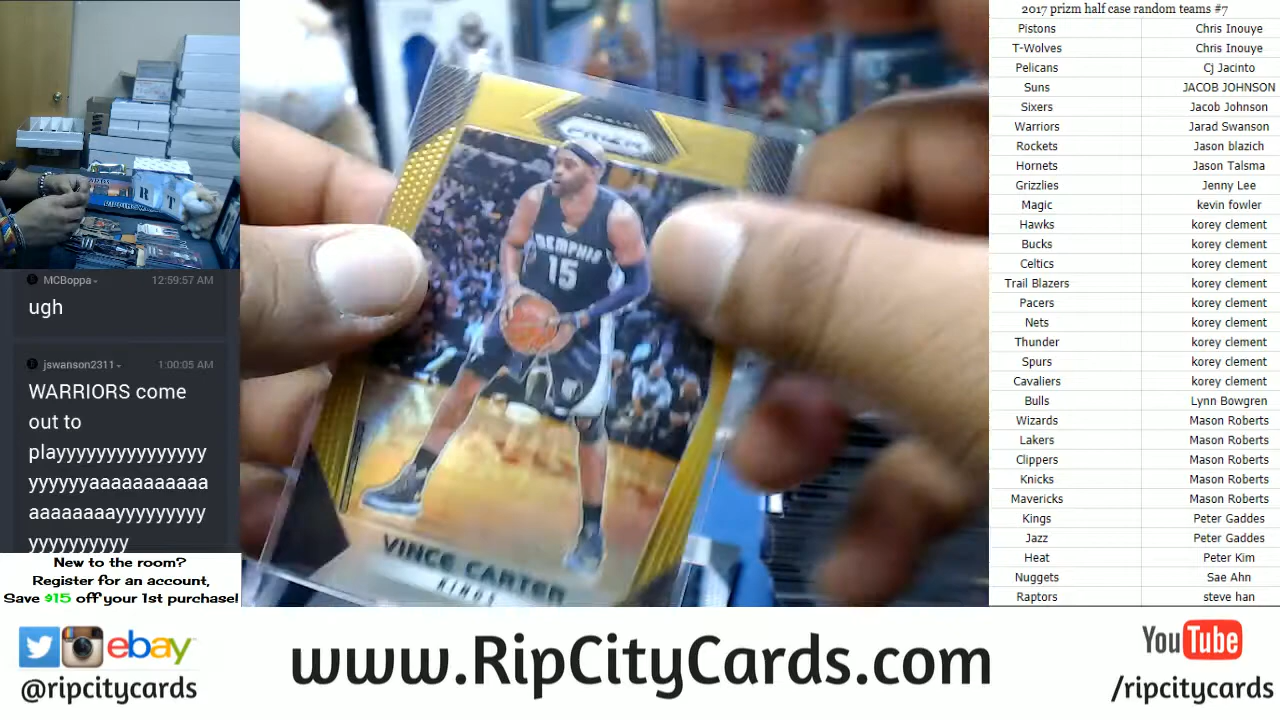 MCBoppa 12:59:57 AM
ugh
jswanson2311 1:00:05 AM
WARRIORS come
out to
playyyyyyyyyyyyyyy
yyyyyyaaaaaaaaaaa
aaaaaaaayyyyyyyyy
yyyyyyyyyy
New to the room?
Register for an account,
Save $15 off your 1st purchase!
R T
PANINI
PRIZM
MEMPHIS
15
VINCE CARTER
KINGS
2017 prizm half case random teams #7
Pistons Chris Inouye
T-Wolves Chris Inouye
Pelicans Cj Jacinto
Suns JACOB JOHNSON
Sixers Jacob Johnson
Warriors Jarad Swanson
Rockets Jason blazich
Hornets Jason Talsma
Grizzlies Jenny Lee
Magic kevin fowler
Hawks korey clement
Bucks korey clement
Celtics korey clement
Trail Blazers korey clement
Pacers korey clement
Nets korey clement
Thunder korey clement
Spurs korey clement
Cavaliers korey clement
Bulls Lynn Bowgren
Wizards Mason Roberts
Lakers Mason Roberts
Clippers Mason Roberts
Knicks Mason Roberts
Mavericks Mason Roberts
Kings Peter Gaddes
Jazz Peter Gaddes
Heat Peter Kim
Nuggets Sae Ahn
Raptors steve han
ebay
@ripcitycards
www.RipCityCards.com
YouTube
/ripcitycards